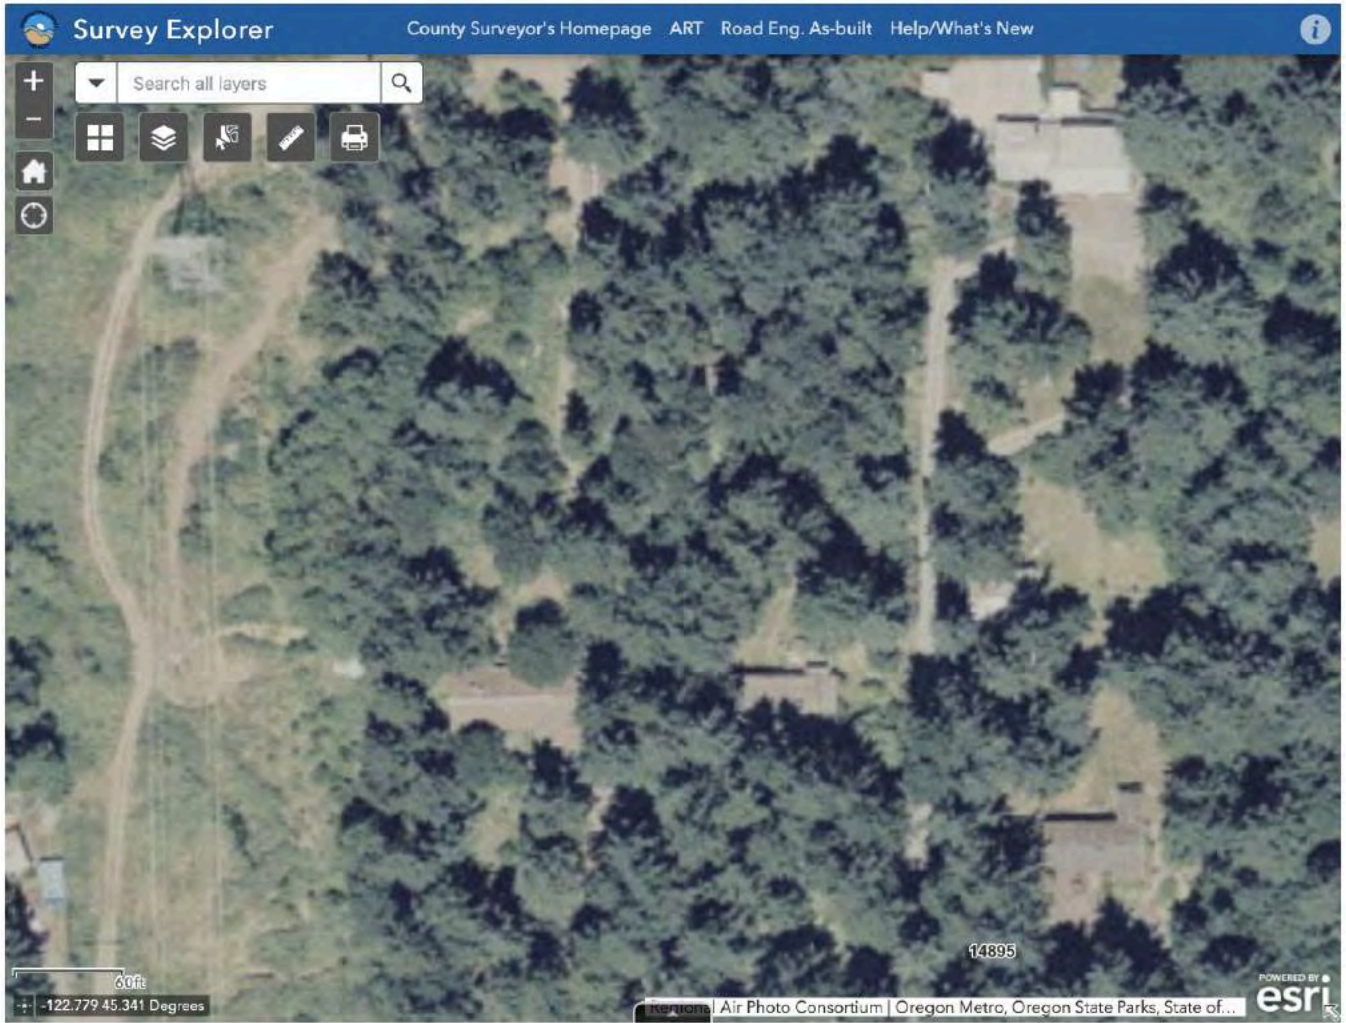 Survey Explorer
County Surveyor's Homepage ART Road Eng. As-built Help/What's New
Search all layers
14895
60ft
-122.779 45.341 Degrees
Regional Air Photo Consortium | Oregon Metro, Oregon State Parks, State of...
POWERED BY
esri